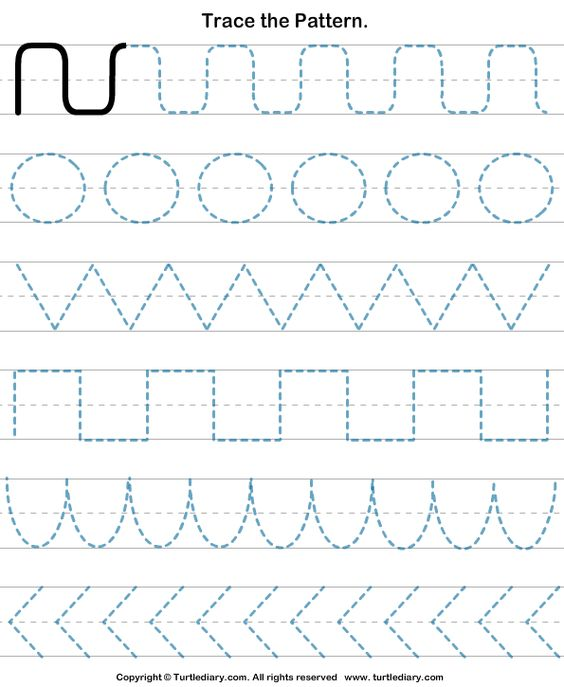 Trace the Pattern.
Copyright © Turtlediary.com. All rights reserved www. turtlediary.com